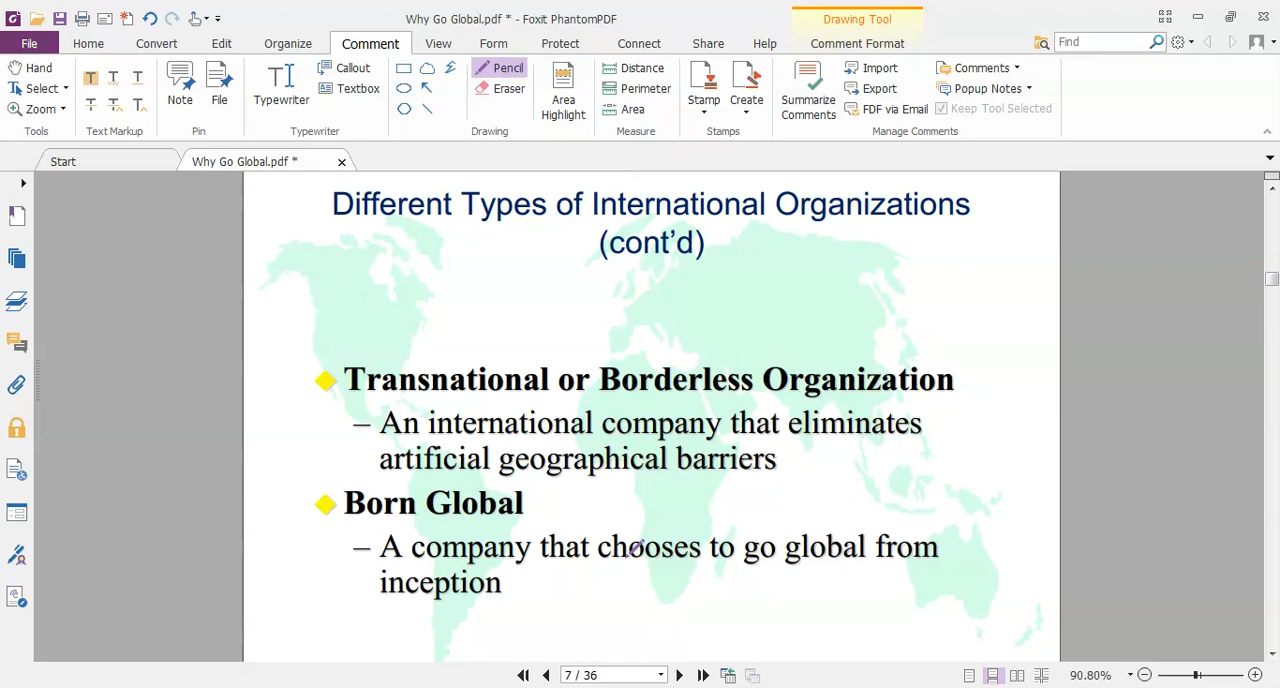 Why Go Global.pdf * - Foxit PhantomPDF
Drawing Tool
File Home Convert Edit Organize Comment View Form Protect Connect Share Help Comment Format Find
Hand
Select
Zoom
Tools
T T T
T T T
Text Markup
Note File
Pin
Typewriter Callout Textbox
Typewriter
Pencil
Eraser
Drawing
Area Highlight
Distance
Perimeter
Area
Measure
Stamp Create
Stamps
Summarize Comments
Import
Export
FDF via Email
Comments
Popup Notes
Keep Tool Selected
Manage Comments
Start Why Go Global.pdf *
Different Types of International Organizations
(cont'd)
Transnational or Borderless Organization
– An international company that eliminates
artificial geographical barriers
Born Global
– A company that chooses to go global from
inception
7 / 36
90.80%